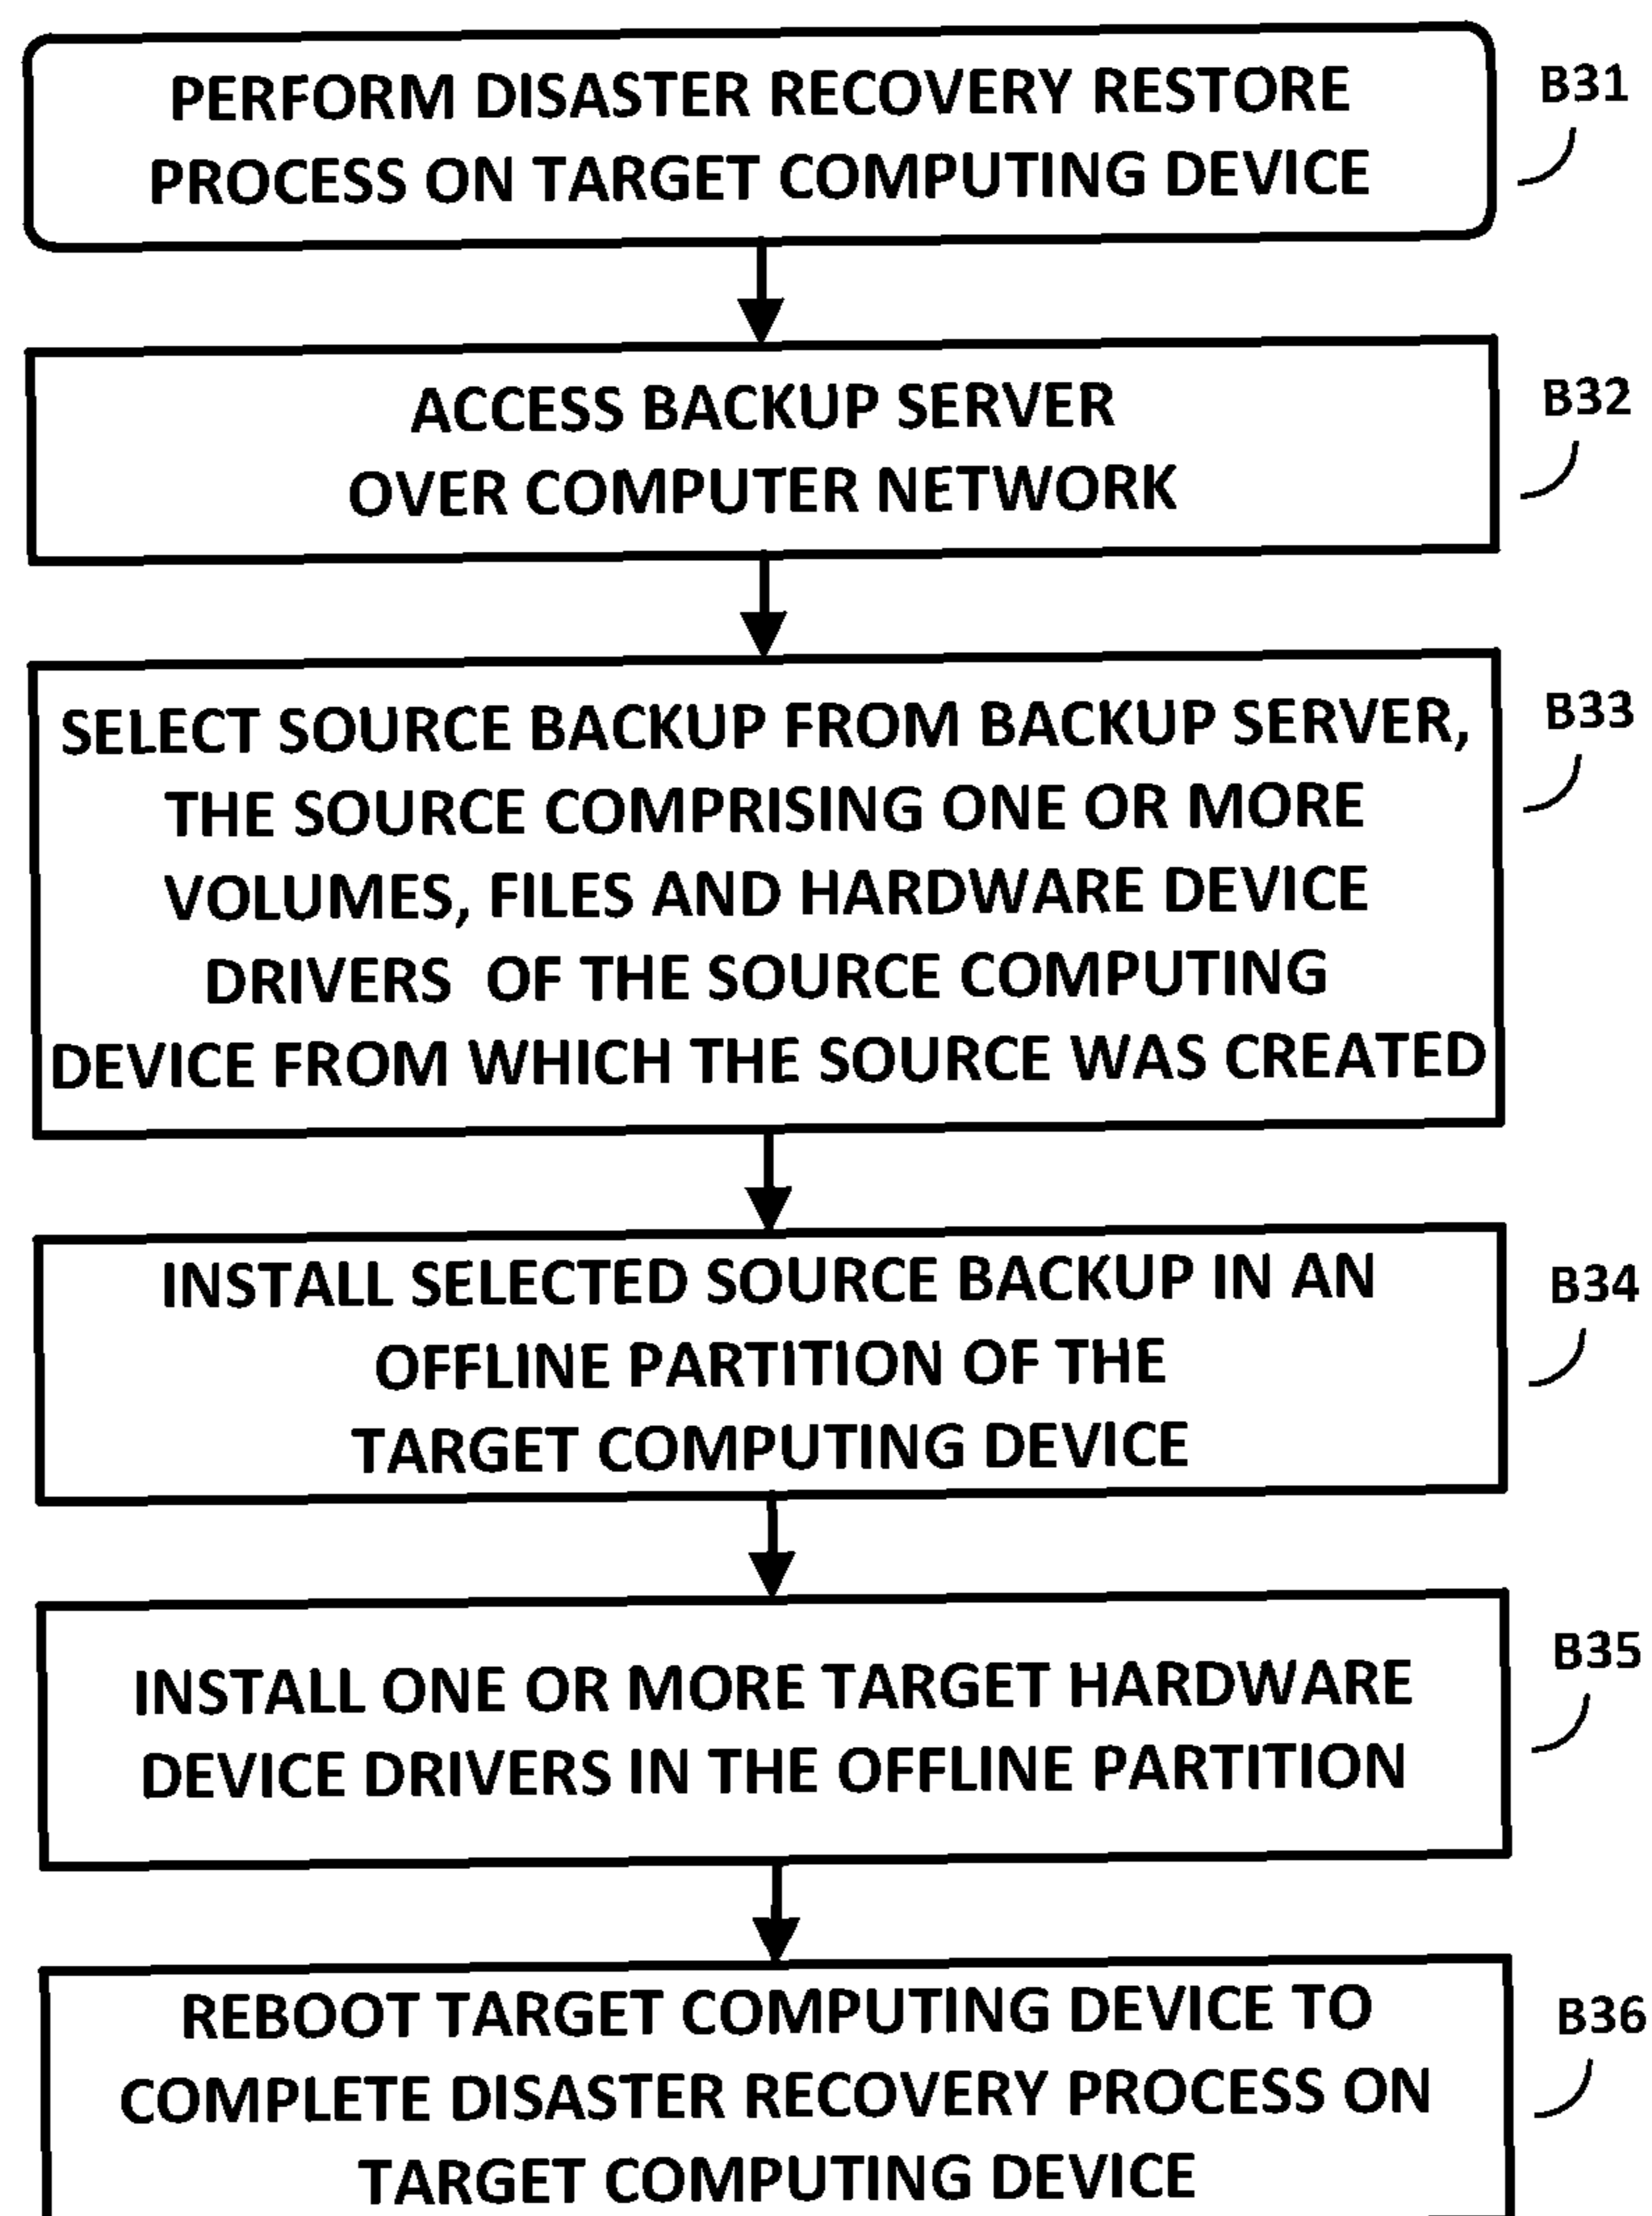 PERFORM DISASTER RECOVERY RESTORE
PROCESS ON TARGET COMPUTING DEVICE
B31
ACCESS BACKUP SERVER
OVER COMPUTER NETWORK
B32
SELECT SOURCE BACKUP FROM BACKUP SERVER,
THE SOURCE COMPRISING ONE OR MORE
VOLUMES, FILES AND HARDWARE DEVICE
DRIVERS OF THE SOURCE COMPUTING
DEVICE FROM WHICH THE SOURCE WAS CREATED
B33
INSTALL SELECTED SOURCE BACKUP IN AN
OFFLINE PARTITION OF THE
TARGET COMPUTING DEVICE
B34
INSTALL ONE OR MORE TARGET HARDWARE
DEVICE DRIVERS IN THE OFFLINE PARTITION
B35
REBOOT TARGET COMPUTING DEVICE TO
COMPLETE DISASTER RECOVERY PROCESS ON
TARGET COMPUTING DEVICE
B36